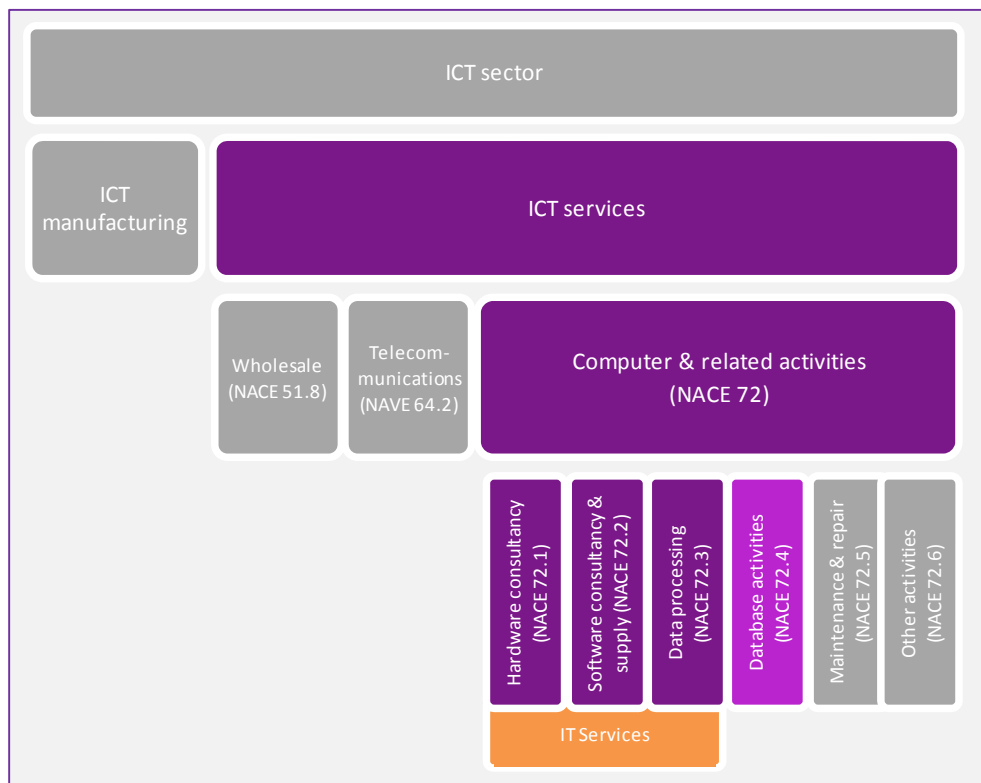 ICT sector
ICT
manufacturing
ICT services
Wholesale
(NACE 51.8)
Telecom-
munications
(NAVE 64.2)
Computer & related activities
(NACE 72)
Hardware consultancy
(NACE 72.1)
Software consultancy &
supply (NACE 72.2)
Data processing
(NACE 72.3)
Database activities
(NACE 72.4)
Maintenance & repair
(NACE 72.5)
Other activities
(NACE 72.6)
IT Services